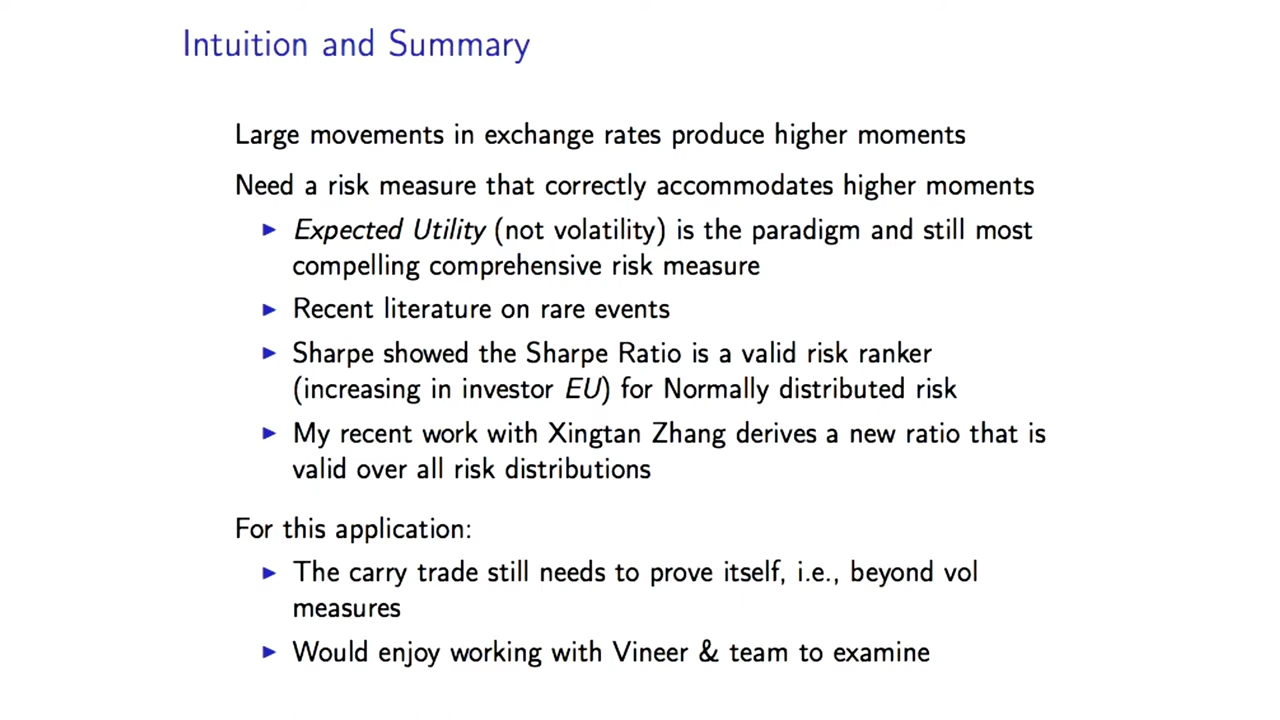 Intuition and Summary
Large movements in exchange rates produce higher moments
Need a risk measure that correctly accommodates higher moments
▶ Expected Utility (not volatility) is the paradigm and still most
compelling comprehensive risk measure
▶ Recent literature on rare events
▶ Sharpe showed the Sharpe Ratio is a valid risk ranker
(increasing in investor EU) for Normally distributed risk
▶ My recent work with Xingtan Zhang derives a new ratio that is
valid over all risk distributions
For this application:
▶ The carry trade still needs to prove itself, i.e., beyond vol
measures
▶ Would enjoy working with Vineer & team to examine